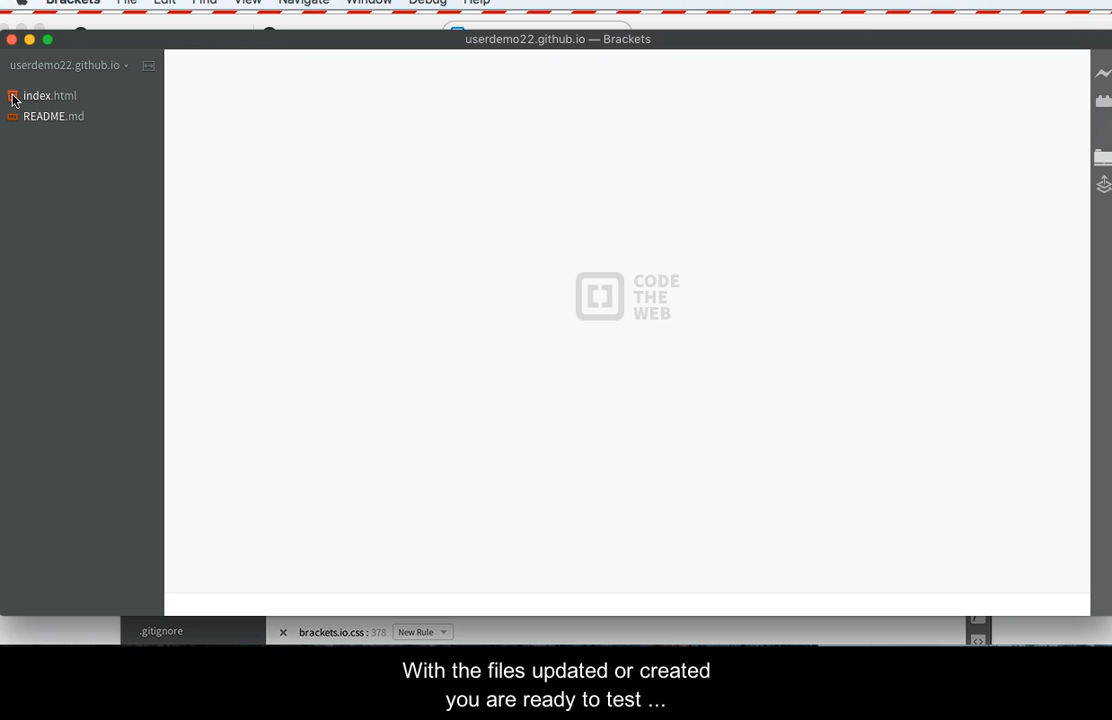 Brackets File Edit Find View Navigate Window Debug Help
userdemo22.github.io — Brackets
userdemo22.github.io
index.html
README.md
CODE
THE
WEB
.gitignore
brackets.io.css : 378 New Rule
With the files updated or created
you are ready to test ...